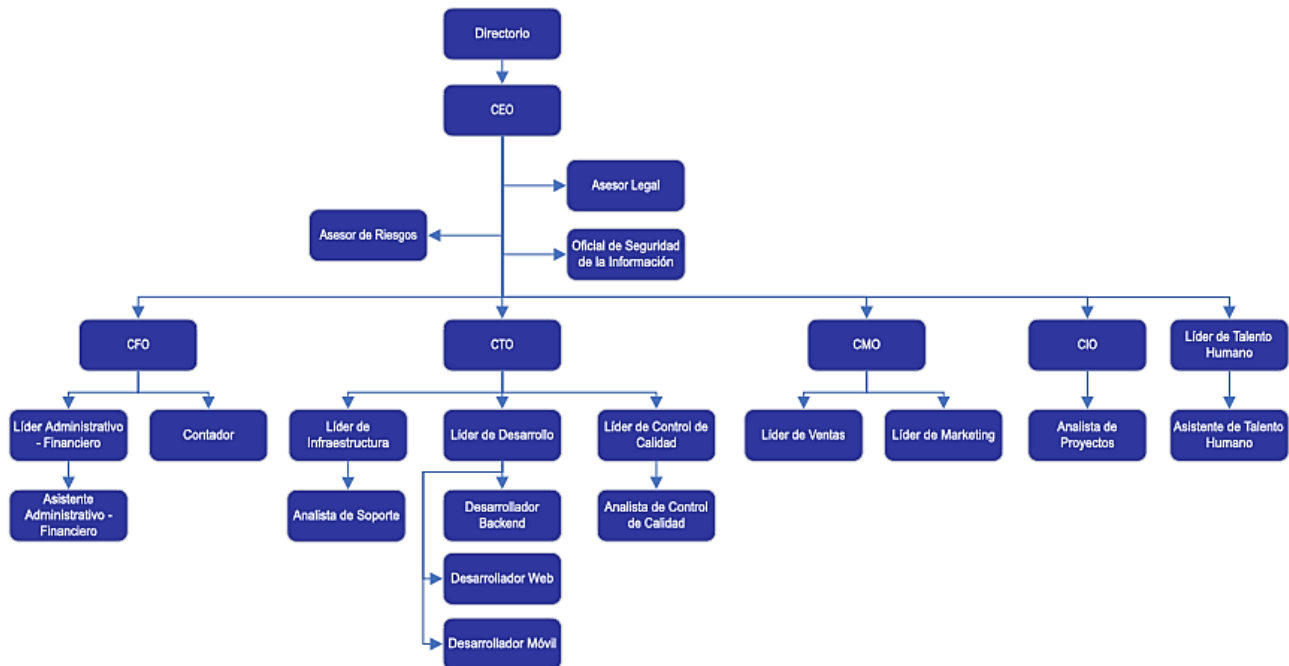 Directorio
CEO
Asesor Legal
Asesor de Riesgos
Oficial de Seguridad
de la Información
CFO
CTO
CMO
CIO
Líder de Talento
Humano
Líder Administrativo
- Financiero
Contador
Líder de
Infraestructura
Líder de Desarrollo
Líder de Control de
Calidad
Líder de Ventas
Líder de Marketing
Analista de
Proyectos
Asistente de Talento
Humano
Asistente
Administrativo -
Financiero
Analista de Soporte
Desarrollador
Backend
Analista de Control
de Calidad
Desarrollador Web
Desarrollador Móvil